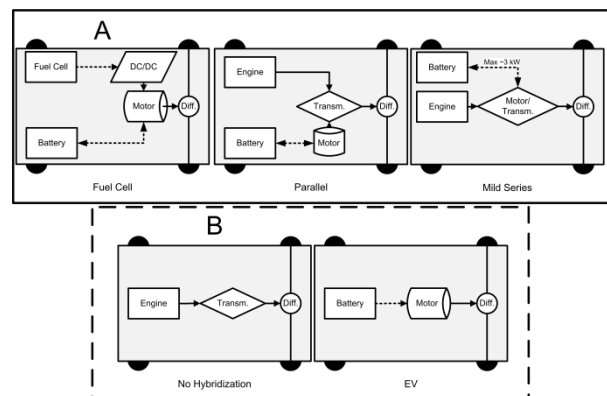 A
Fuel Cell
DC/DC
Motor
Diff.
Battery
Fuel Cell
Engine
Transm.
Diff.
Battery
Motor
Parallel
Battery
Max ~3 kW
Engine
Motor/
Transm.
Diff.
Mild Series
B
Engine
Transm.
Diff.
No Hybridization
Battery
Motor
Diff.
EV